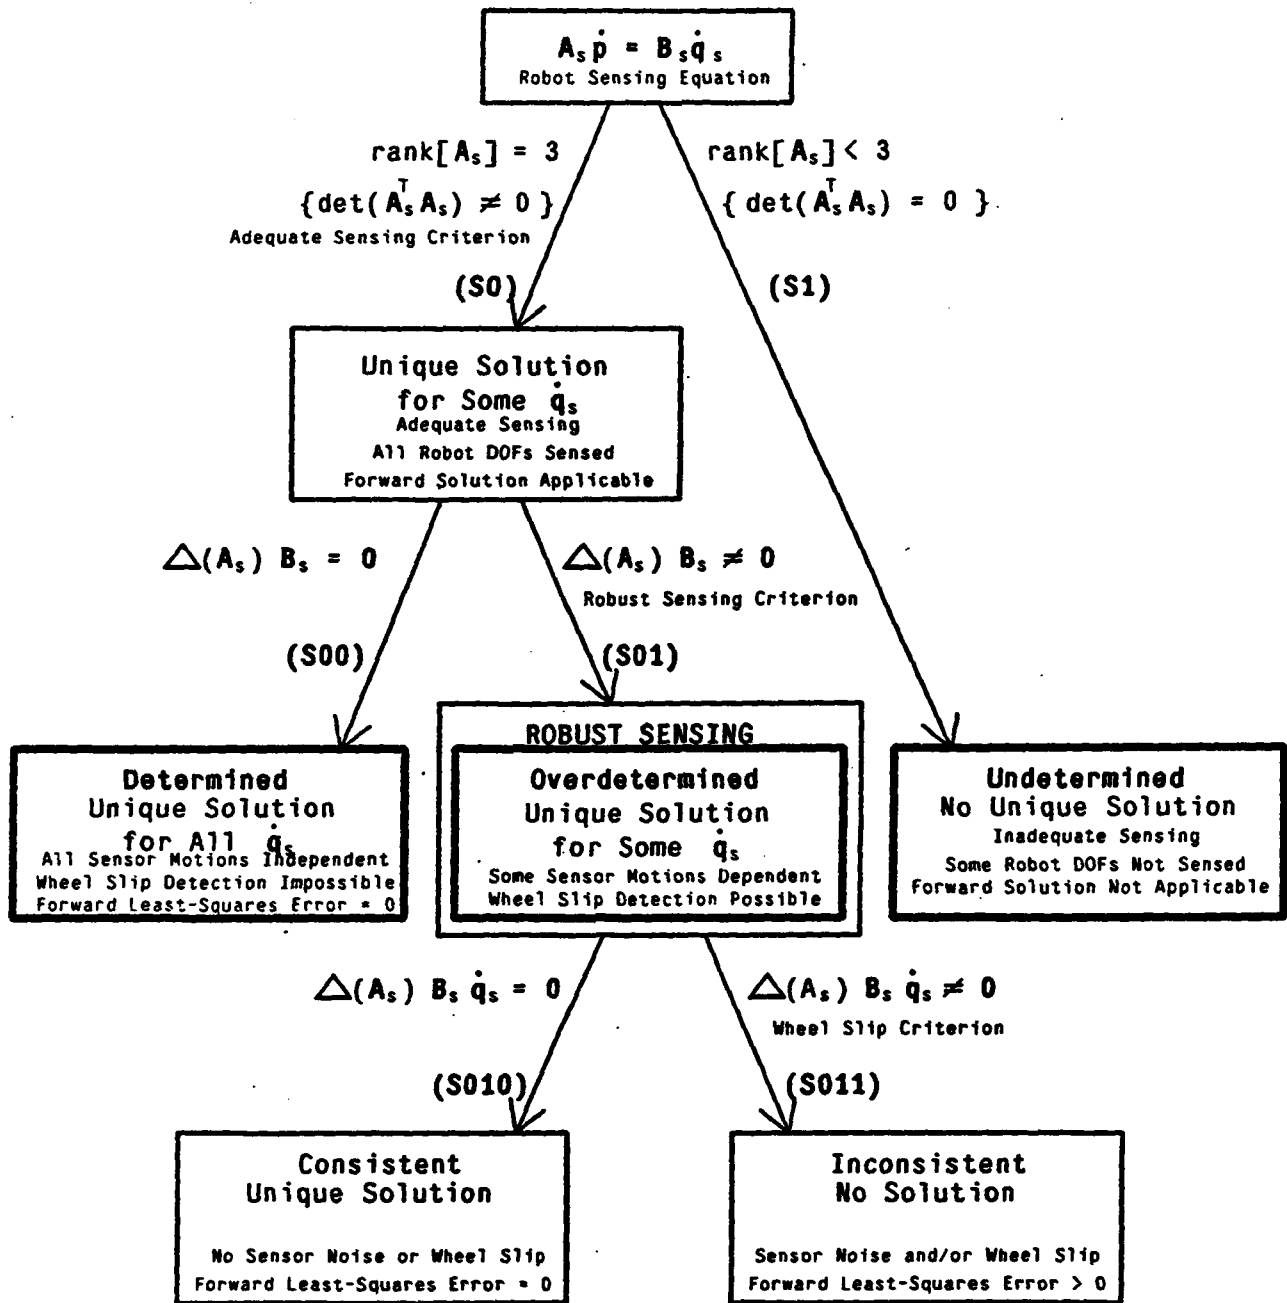 Aₛ ṗ = Bₛ q̇ₛ
Robot Sensing Equation
rank[Aₛ] = 3
rank[Aₛ] < 3
{det(Aₛᵀ Aₛ) ≠ 0 }
{ det(Aₛᵀ Aₛ) = 0 }
Adequate Sensing Criterion
(S0)
(S1)
Unique Solution
for Some q̇ₛ
Adequate Sensing
All Robot DOFs Sensed
Forward Solution Applicable
△(Aₛ) Bₛ = 0
△(Aₛ) Bₛ ≠ 0
Robust Sensing Criterion
(S00)
(S01)
ROBUST SENSING
Determined
Unique Solution
for All q̇ₛ
All Sensor Motions Independent
Wheel Slip Detection Impossible
Forward Least-Squares Error = 0
Overdetermined
Unique Solution
for Some q̇ₛ
Some Sensor Motions Dependent
Wheel Slip Detection Possible
Undetermined
No Unique Solution
Inadequate Sensing
Some Robot DOFs Not Sensed
Forward Solution Not Applicable
△(Aₛ) Bₛ q̇ₛ = 0
△(Aₛ) Bₛ q̇ₛ ≠ 0
Wheel Slip Criterion
(S010)
(S011)
Consistent
Unique Solution
No Sensor Noise or Wheel Slip
Forward Least-Squares Error = 0
Inconsistent
No Solution
Sensor Noise and/or Wheel Slip
Forward Least-Squares Error > 0